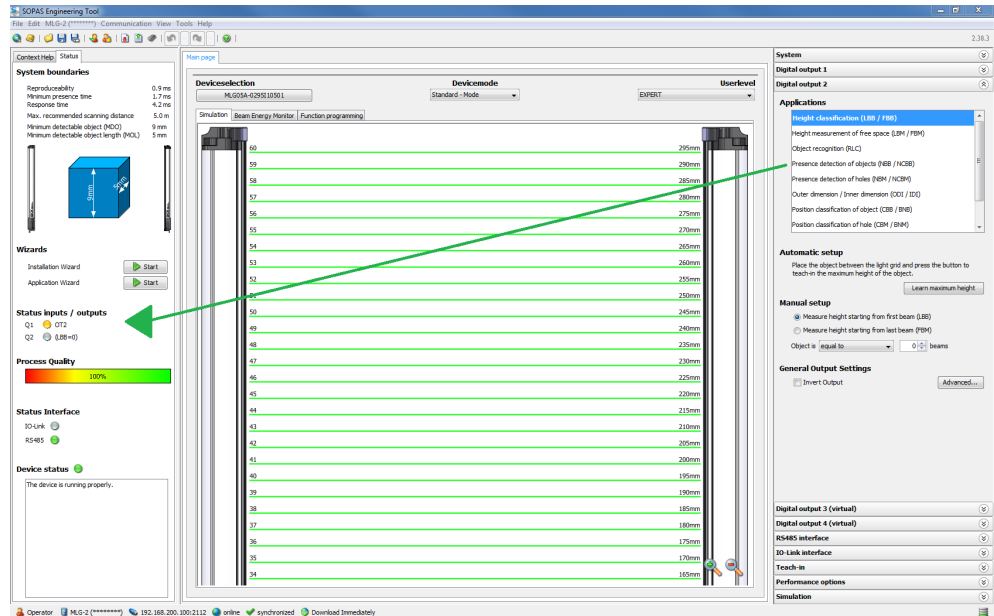 SOPAS Engineering Tool
File Edit MLG-2 (********) Communication View Tools Help
2.38.3
Context Help Status
System boundaries
Reproduceability 0.9 ms
Minimum presence time 1.7 ms
Response time 4.2 ms
Max. recommended scanning distance 5.0 m
Minimum detectable object (MDO) 9 mm
Minimum detectable object length (MOL) 5 mm
9mm
5mm
Wizards
Installation Wizard Start
Application Wizard Start
Status inputs / outputs
Q1 OT2
Q2 (LBB=0)
Process Quality
100%
Status Interface
IO-Link
RS485
Device status
The device is running properly.
Main page
Deviceselection Devicemode Userlevel
MLG05A-0295I10501 Standard - Mode EXPERT
Simulation Beam Energy Monitor Function programming
60 295mm
59 290mm
58 285mm
57 280mm
56 275mm
55 270mm
54 265mm
53 260mm
52 255mm
51 250mm
50 245mm
49 240mm
48 235mm
47 230mm
46 225mm
45 220mm
44 215mm
43 210mm
42 205mm
41 200mm
40 195mm
39 190mm
38 185mm
37 180mm
36 175mm
35 170mm
34 165mm
System
Digital output 1
Digital output 2
Applications
Height classification (LBB / FBB)
Height measurement of free space (LBM / FBM)
Object recognition (RLC)
Presence detection of objects (NBB / NCBB)
Presence detection of holes (NBM / NCBM)
Outer dimension / Inner dimension (ODI / IDI)
Position classification of object (CBB / BNB)
Position classification of hole (CBM / BNM)
Automatic setup
Place the object between the light grid and press the button to
teach-in the maximum height of the object.
Learn maximum height
Manual setup
Measure height starting from first beam (LBB)
Measure height starting from last beam (FBM)
Object is equal to 0 beams
General Output Settings
Invert Output Advanced...
Digital output 3 (virtual)
Digital output 4 (virtual)
RS485 interface
IO-Link interface
Teach-in
Performance options
Simulation
Operator MLG-2 (********) 192.168.200.100:2112 online synchronized Download Immediately